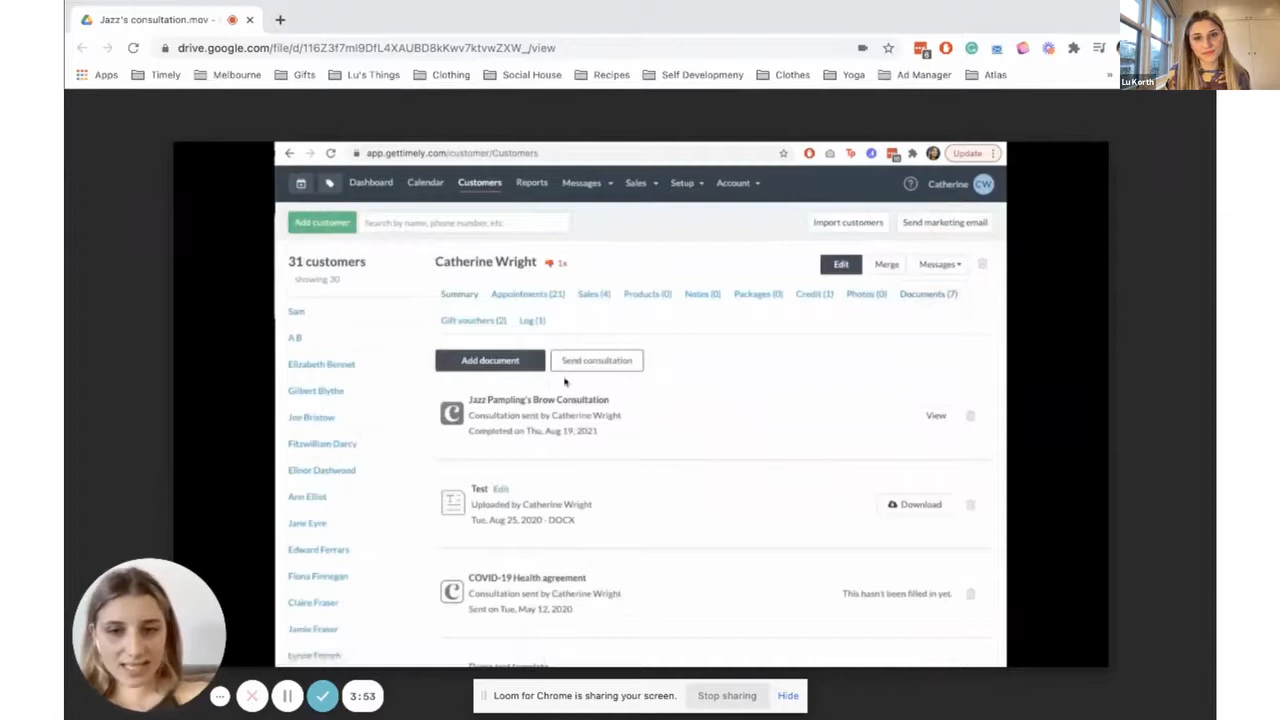 Jazz's consultation.mov -
drive.google.com/file/d/116Z3f7ml9DfL4XAUBD8kKwv7ktvwZXW_/view
Apps Timely Melbourne Gifts Lu's Things Clothing Social House Recipes Self Developmeny Clothes Yoga Ad Manager Atlas »
Lu Korth
app.gettimely.com/customer/Customers
Update
Dashboard Calendar Customers Reports Messages Sales Setup Account
Catherine CW
Add customer
Search by name, phone number, etc
Import customers
Send marketing email
31 customers
showing 30
Sam
A B
Elizabeth Bennet
Gilbert Blythe
Joe Bristow
Fitzwilliam Darcy
Elinor Dashwood
Ann Elliot
Jane Eyre
Edward Ferrars
Fiona Finnegan
Claire Fraser
Jamie Fraser
Lynne French
Catherine Wright 1x
Edit Merge Messages
Summary Appointments (21) Sales (4) Products (0) Notes (0) Packages (0) Credit (1) Photos (0) Documents (7)
Gift vouchers (2) Log (1)
Add document
Send consultation
Jazz Pampling's Brow Consultation
Consultation sent by Catherine Wright
Completed on Thu, Aug 19, 2021
View
Test Edit
Uploaded by Catherine Wright
Tue, Aug 25, 2020 - DOCX
Download
COVID-19 Health agreement
Consultation sent by Catherine Wright
Sent on Tue, May 12, 2020
This hasn't been filled in yet.
3:53
Loom for Chrome is sharing your screen.
Stop sharing
Hide